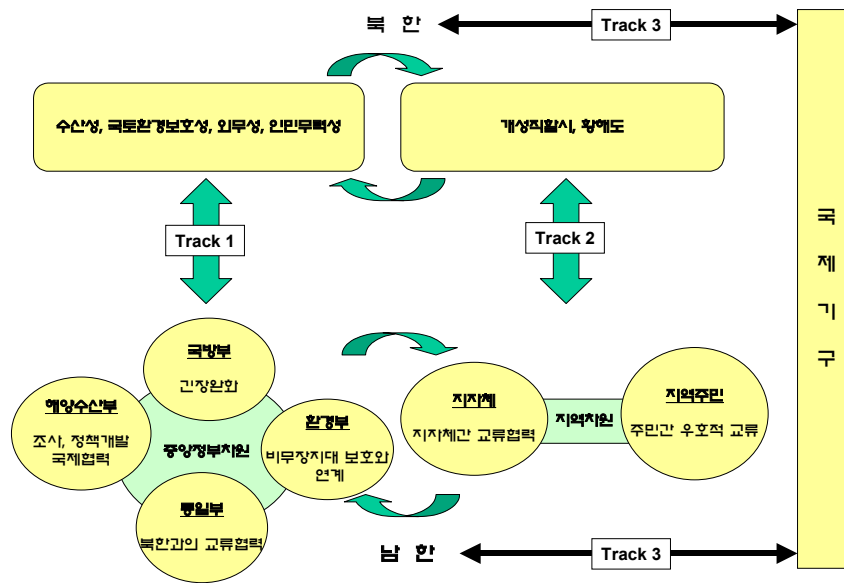 북 한
Track 3
수산성, 국토환경보호성, 외무성, 인민무력성
개성직할시, 황해도
Track 1
Track 2
국
제
기
구
국방부
긴장완화
해양수산부
조사, 정책개발
국제협력
중앙정부차원
환경부
비무장지대 보호와
연계
통일부
북한과의 교류협력
지자체
지자체간 교류협력
지역차원
지역주민
주민간 우호적 교류
남 한
Track 3